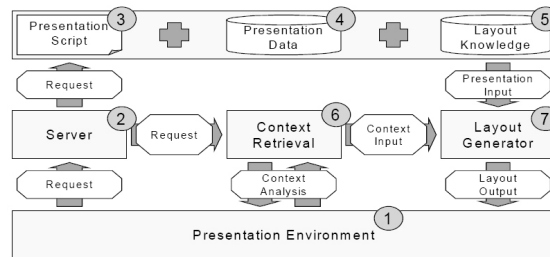 3
4
5
Presentation
Script
Presentation
Data
Layout
Knowledge
Request
Presentation
Input
2
6
7
Server
Request
Context
Retrieval
Context
Input
Layout
Generator
Request
Context
Analysis
Layout
Output
1
Presentation Environment